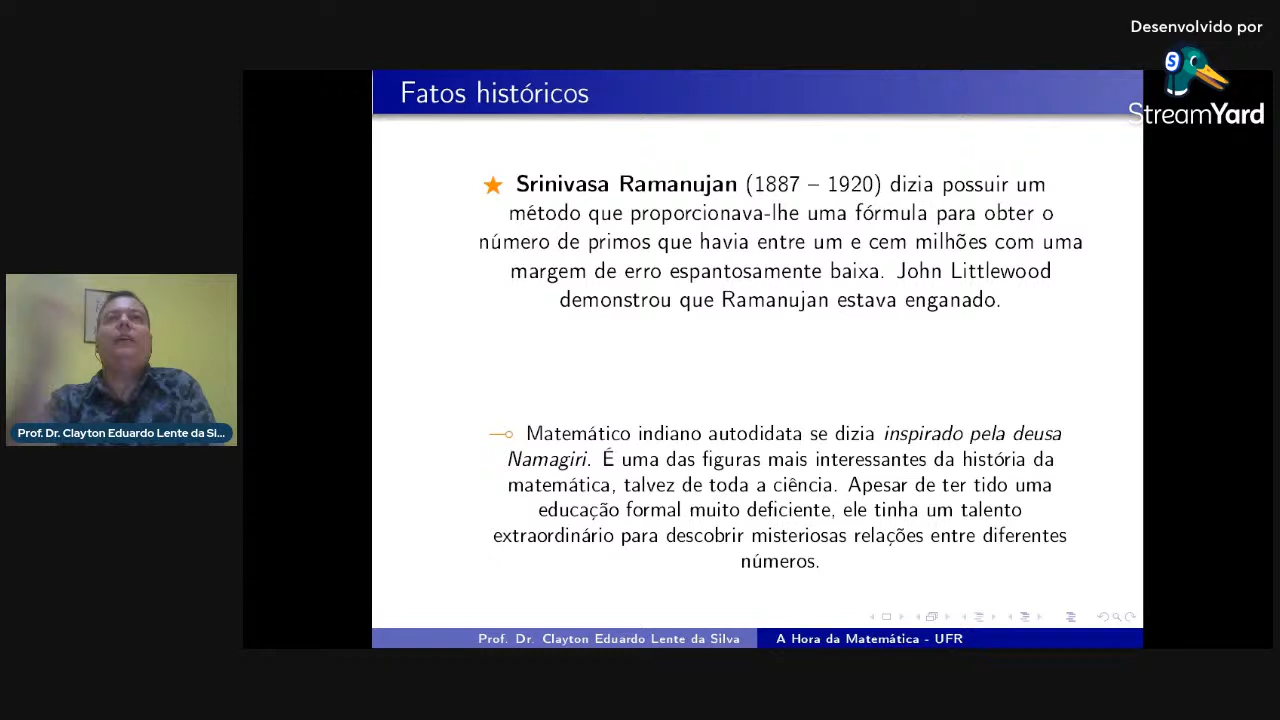 Desenvolvido por
StreamYard
Fatos históricos
Srinivasa Ramanujan (1887 – 1920) dizia possuir um
método que proporcionava-lhe uma fórmula para obter o
número de primos que havia entre um e cem milhões com uma
margem de erro espantosamente baixa. John Littlewood
demonstrou que Ramanujan estava enganado.
Prof. Dr. Clayton Eduardo Lente da Si...
Matemático indiano autodidata se dizia inspirado pela deusa
Namagiri. É uma das figuras mais interessantes da história da
matemática, talvez de toda a ciência. Apesar de ter tido uma
educação formal muito deficiente, ele tinha um talento
extraordinário para descobrir misteriosas relações entre diferentes
números.
Prof. Dr. Clayton Eduardo Lente da Silva
A Hora da Matemática - UFR